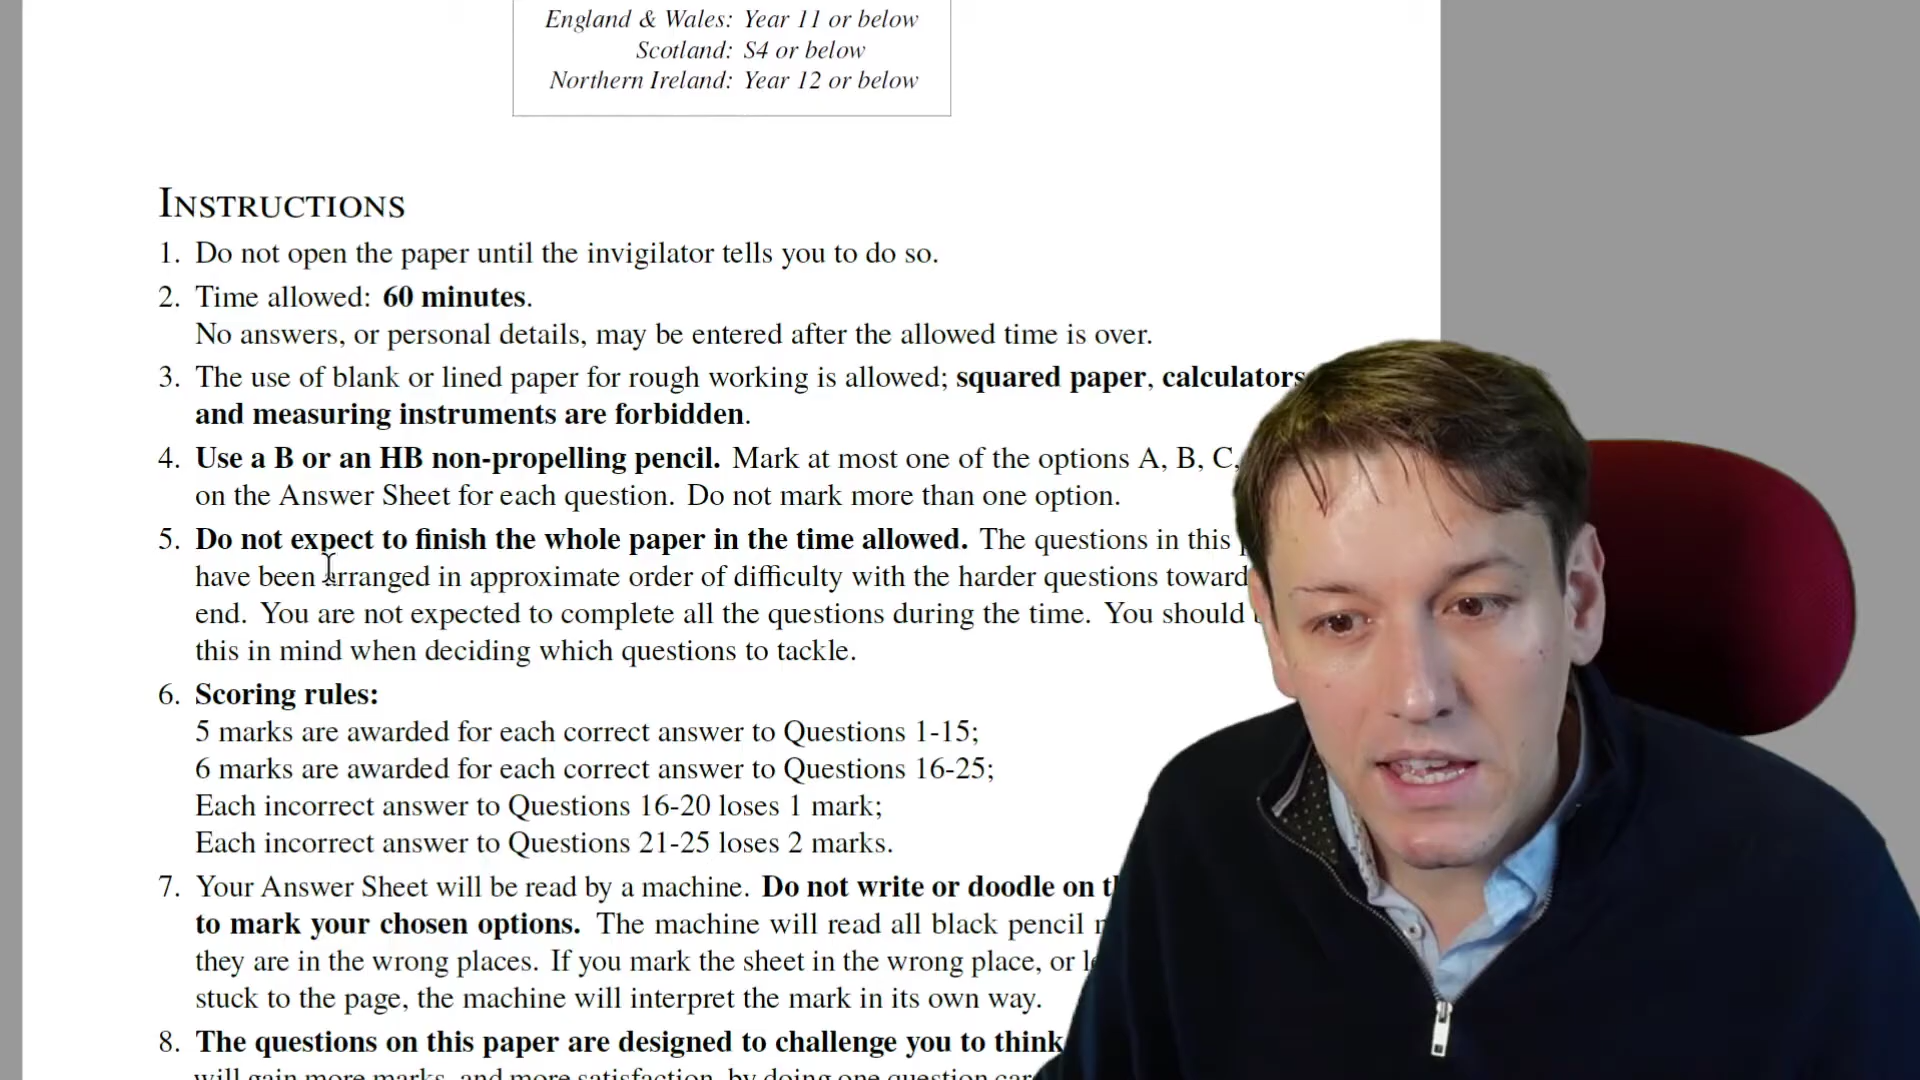 England & Wales: Year 11 or below
Scotland: S4 or below
Northern Ireland: Year 12 or below
INSTRUCTIONS
1. Do not open the paper until the invigilator tells you to do so.
2. Time allowed: 60 minutes.
No answers, or personal details, may be entered after the allowed time is over.
3. The use of blank or lined paper for rough working is allowed; squared paper, calculators
and measuring instruments are forbidden.
4. Use a B or an HB non-propelling pencil. Mark at most one of the options A, B, C,
on the Answer Sheet for each question. Do not mark more than one option.
5. Do not expect to finish the whole paper in the time allowed. The questions in this
have been arranged in approximate order of difficulty with the harder questions toward
end. You are not expected to complete all the questions during the time. You should
this in mind when deciding which questions to tackle.
6. Scoring rules:
5 marks are awarded for each correct answer to Questions 1-15;
6 marks are awarded for each correct answer to Questions 16-25;
Each incorrect answer to Questions 16-20 loses 1 mark;
Each incorrect answer to Questions 21-25 loses 2 marks.
7. Your Answer Sheet will be read by a machine. Do not write or doodle on
to mark your chosen options. The machine will read all black pencil
they are in the wrong places. If you mark the sheet in the wrong place, or
stuck to the page, the machine will interpret the mark in its own way.
8. The questions on this paper are designed to challenge you to think
will gain more marks, and more satisfaction, by doing one question